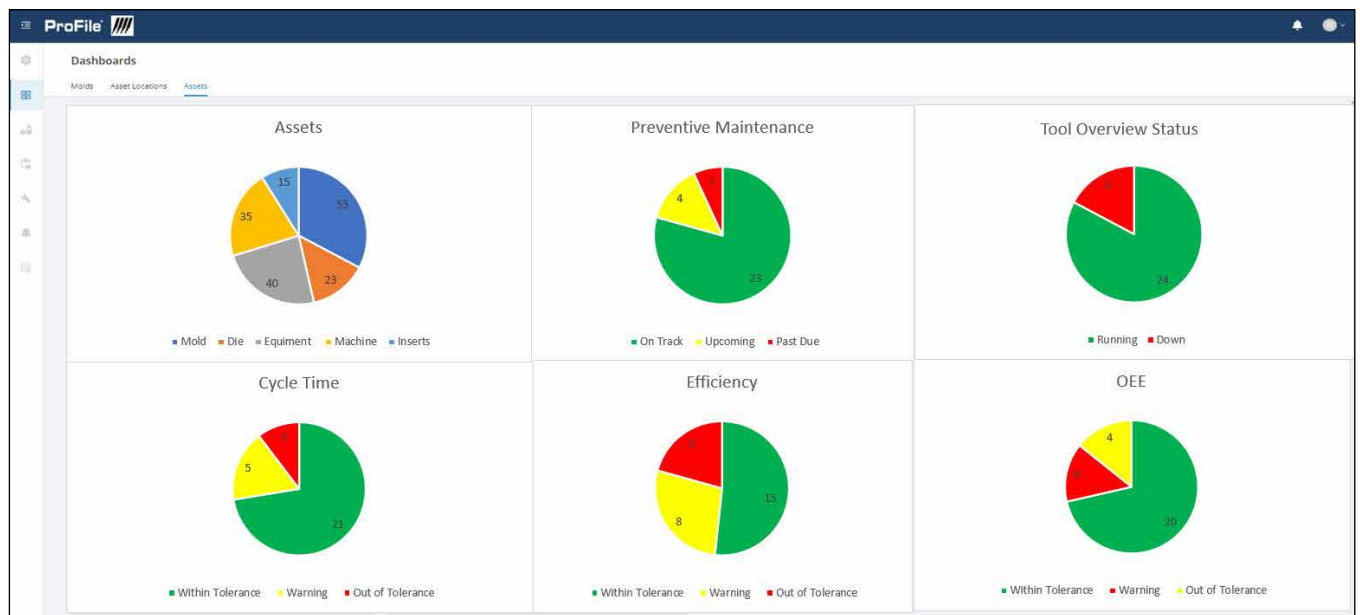 ProFile
Dashboards
Molds Asset Locations Assets
Assets
15
55
35
40
23
Mold Die Equiment Machine Inserts
Preventive Maintenance
4
23
On Track Upcoming Past Due
Tool Overview Status
24
Running Down
Cycle Time
5
21
Within Tolerance Warning Out of Tolerance
Efficiency
15
8
Within Tolerance Warning Out of Tolerance
OEE
4
20
Within Tolerance Warning Out of Tolerance